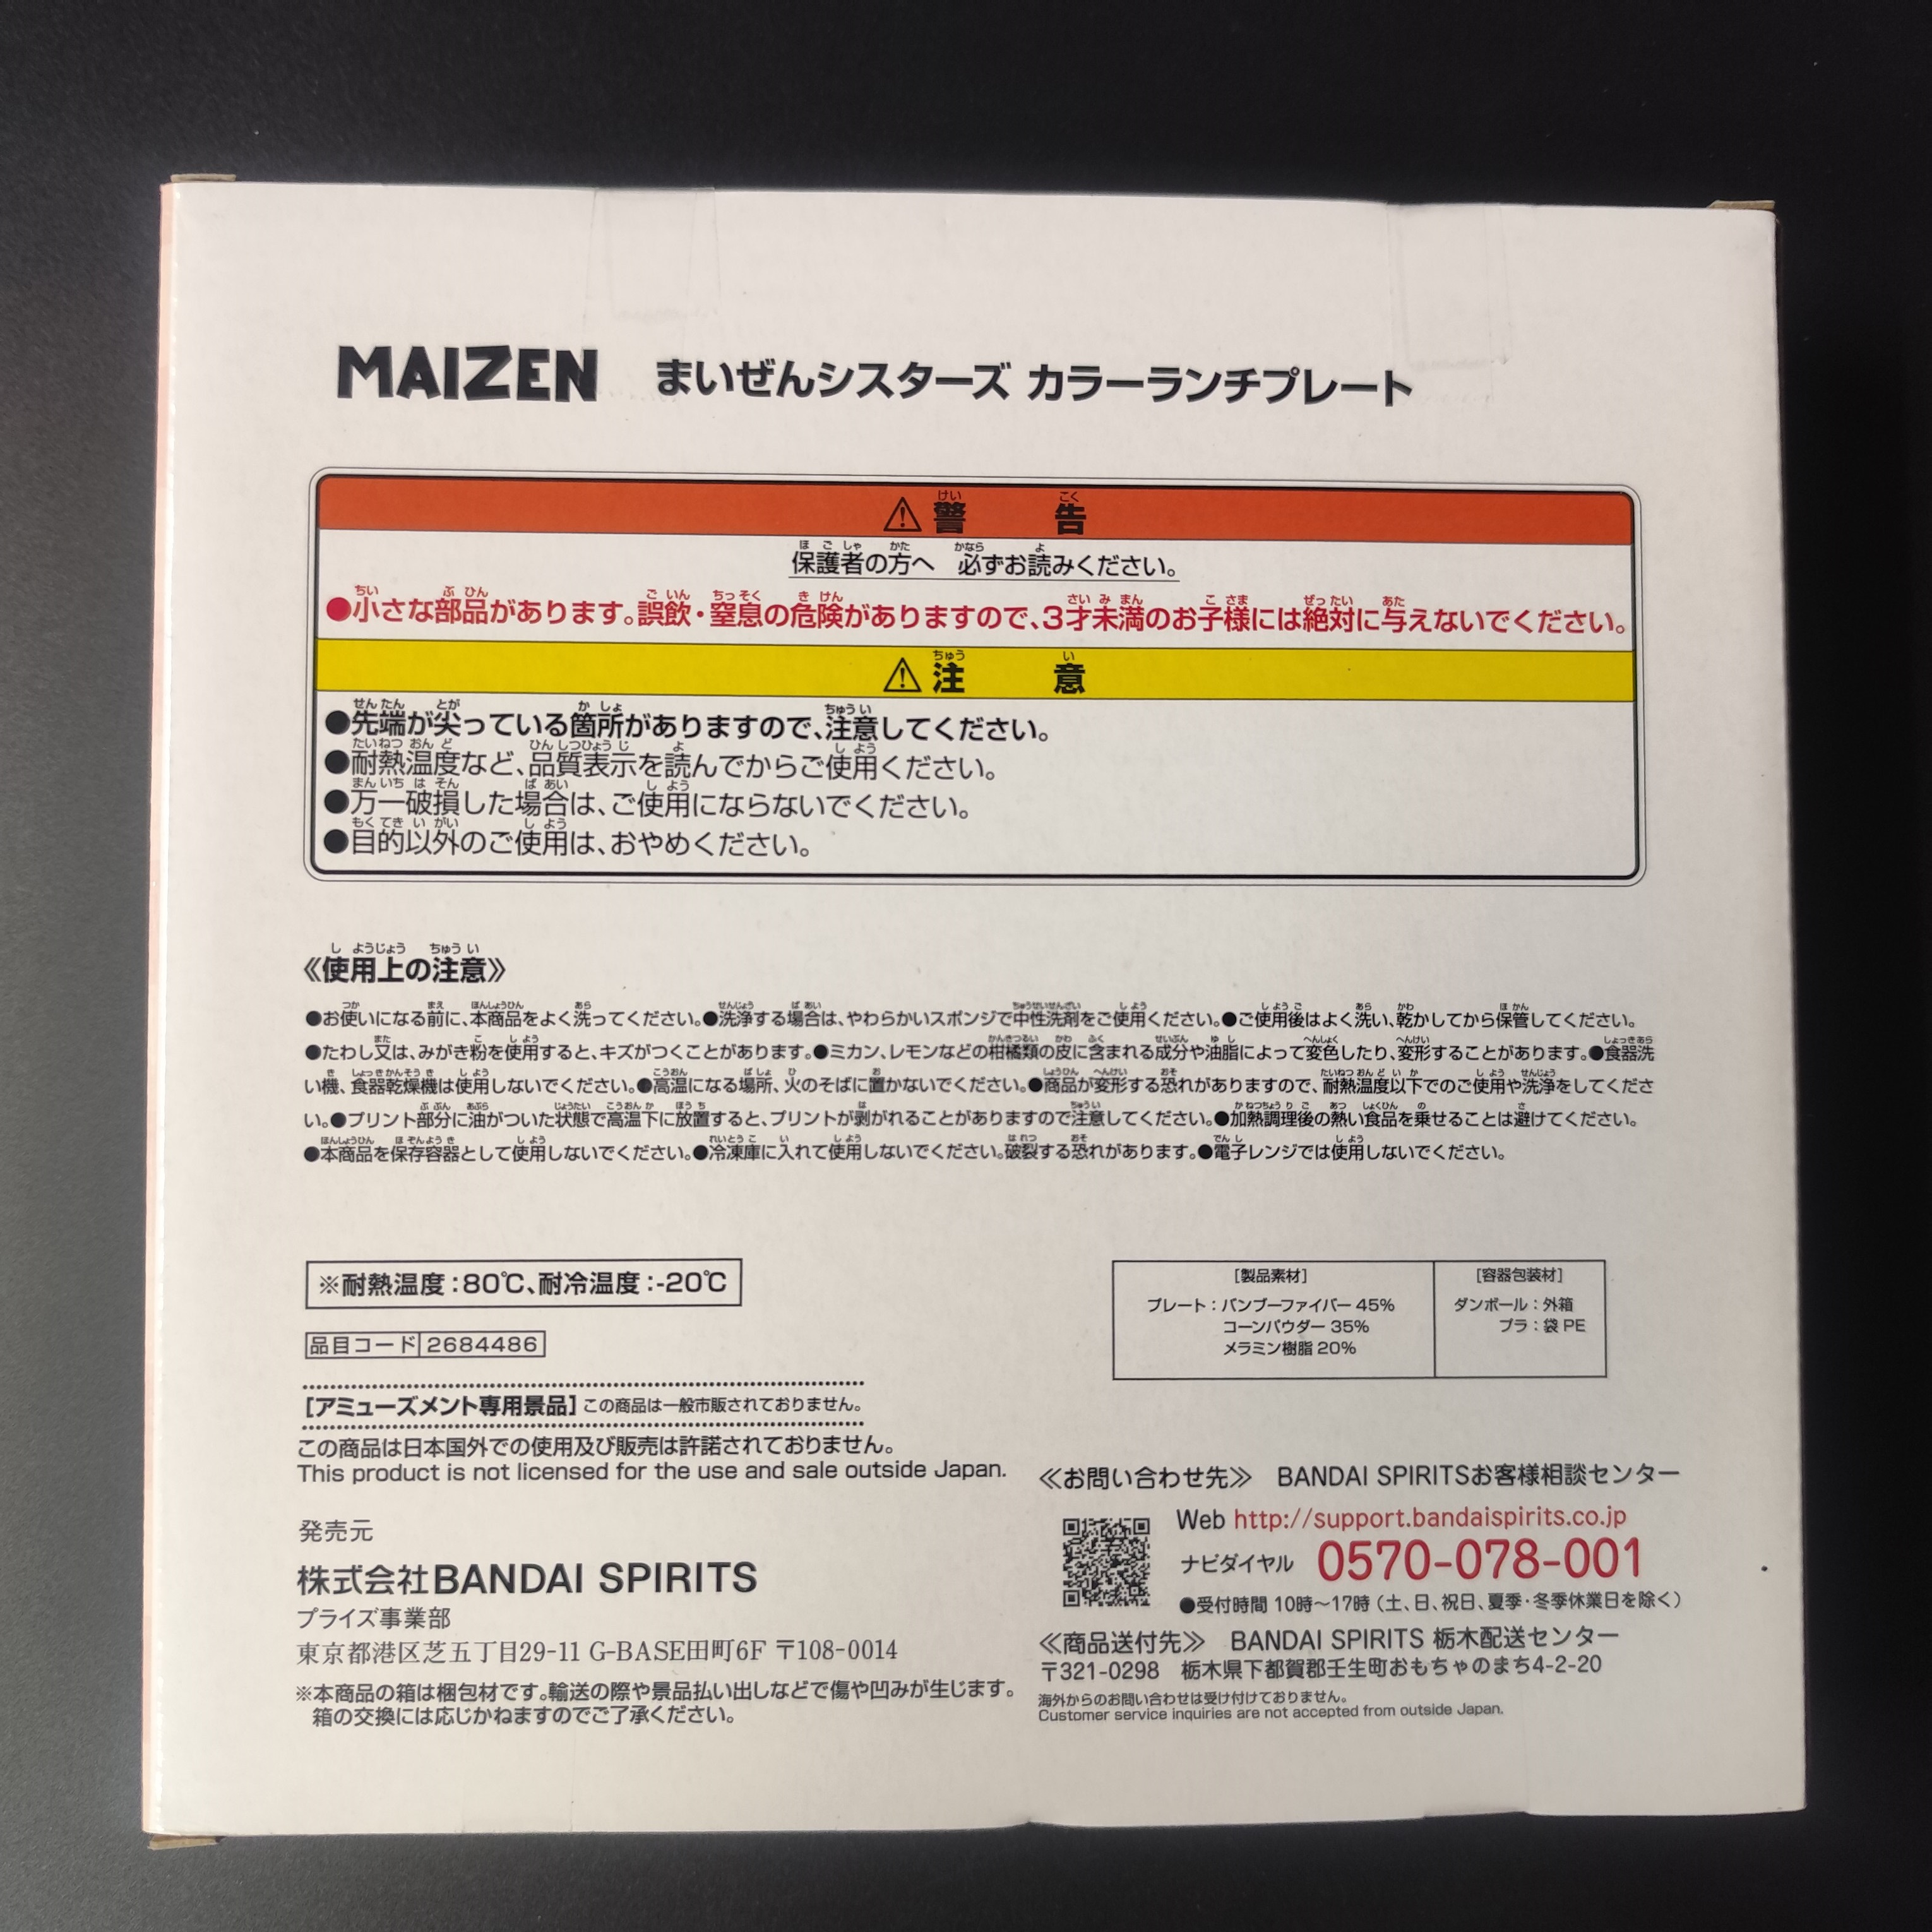 MAIZEN まいぜんシスターズ カラーランチプレート
⚠警告
保護者の方へ 必ずお読みください。
●小さな部品があります。誤飲・窒息の危険がありますので、3才未満のお子様には絶対に与えないでください。
⚠注意
●先端が尖っている箇所がありますので、注意してください。
●耐熱温度など、品質表示を読んでからご使用ください。
●万一破損した場合は、ご使用にならないでください。
●目的以外のご使用は、おやめください。
《使用上の注意》
●お使いになる前に、本商品をよく洗ってください。●洗浄する場合は、やわらかいスポンジで中性洗剤をご使用ください。●ご使用後はよく洗い、乾かしてから保管してください。
●たわし又は、みがき粉を使用すると、キズがつくことがあります。●ミカン、レモンなどの柑橘類の皮に含まれる成分や油脂によって変色したり、変形することがあります。●食器洗
い機、食器乾燥機は使用しないでください。●高温になる場所、火のそばに置かないでください。●商品が変形する恐れがありますので、耐熱温度以下でのご使用や洗浄をしてくださ
い。●プリント部分に油がついた状態で高温下に放置すると、プリントが剥がれることがありますので注意してください。●加熱調理後の熱い食品を乗せることは避けてください。
●本商品を保存容器として使用しないでください。●冷凍庫に入れて使用しないでください。破裂する恐れがあります。●電子レンジでは使用しないでください。
※耐熱温度:80℃、耐冷温度:-20℃
品目コード 2684486
[製品素材]
プレート:バンブーファイバー 45%
コーンパウダー 35%
メラミン樹脂 20%
[容器包装材]
ダンボール:外箱
プラ:袋 PE
[アミューズメント専用景品] この商品は一般市販されておりません。
この商品は日本国外での使用及び販売は許諾されておりません。
This product is not licensed for the use and sale outside Japan.
発売元
株式会社BANDAI SPIRITS
プライズ事業部
東京都港区芝五丁目29-11 G-BASE田町6F 〒108-0014
※本商品の箱は梱包材です。輸送の際や景品払い出しなどで傷や凹みが生じます。
箱の交換には応じかねますのでご了承ください。
≪お問い合わせ先≫ BANDAI SPIRITSお客様相談センター
Web http://support.bandaispirits.co.jp
ナビダイヤル 0570-078-001
●受付時間 10時~17時(土、日、祝日、夏季・冬季休業日を除く)
≪商品送付先≫ BANDAI SPIRITS 栃木配送センター
〒321-0298 栃木県下都賀郡壬生町おもちゃのまち4-2-20
海外からのお問い合わせは受け付けておりません。
Customer service inquiries are not accepted from outside Japan.